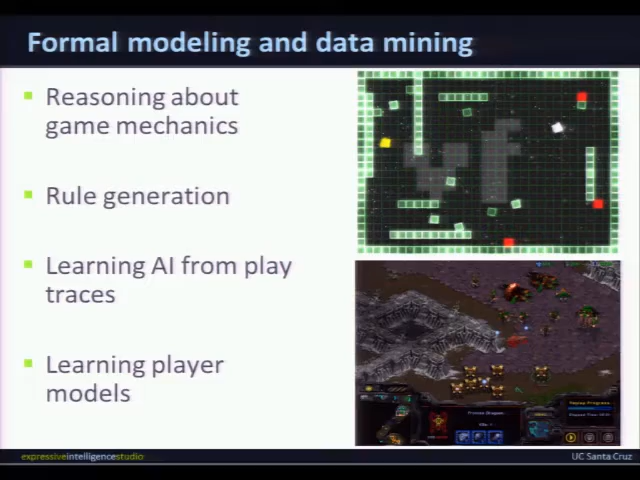 Formal modeling and data mining
Reasoning about
game mechanics
Rule generation
Learning AI from play
traces
Learning player
models
expressiveintelligencestudio
UC Santa Cruz